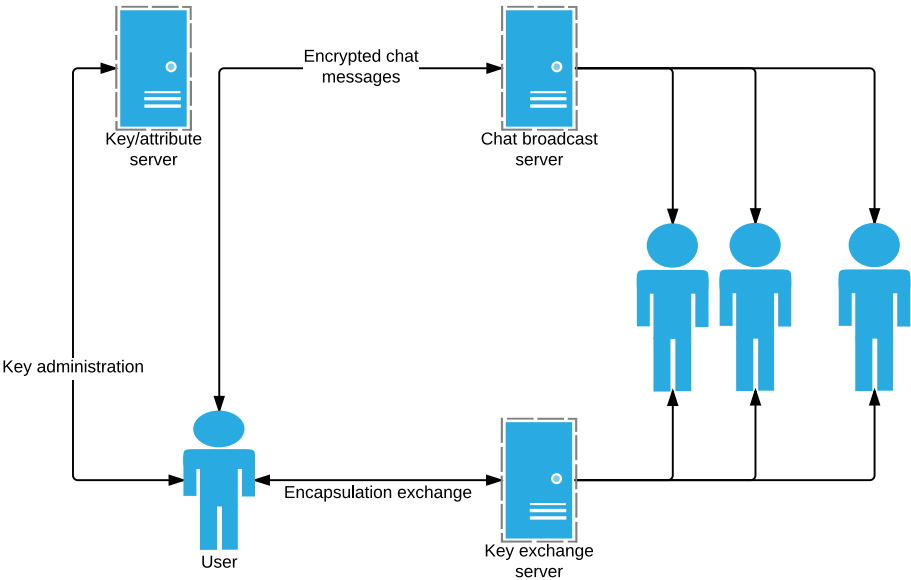 Encrypted chat
messages
Key/attribute
server
Chat broadcast
server
Key administration
Encapsulation exchange
User
Key exchange
server